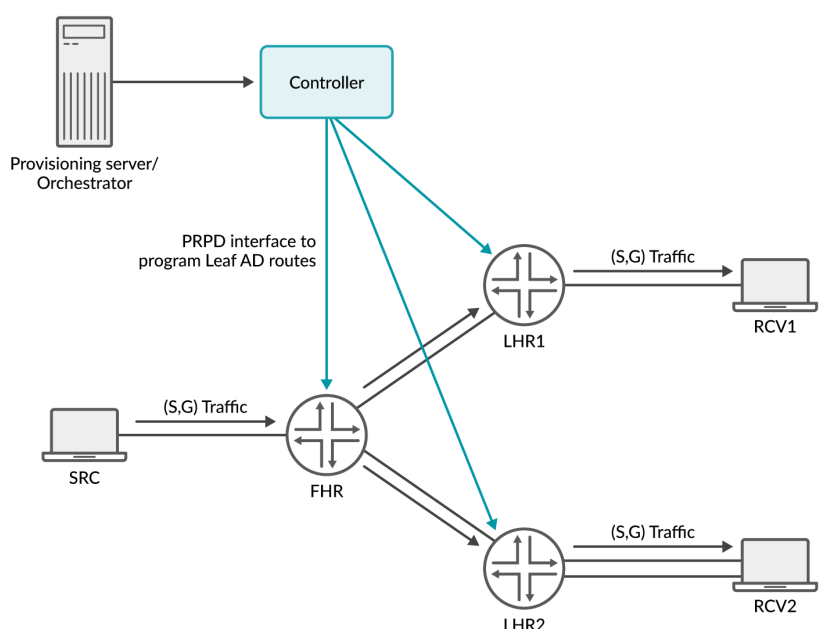 Controller
Provisioning server/
Orchestrator
PRPD interface to
program Leaf AD routes
(S,G) Traffic
RCV1
LHR1
(S,G) Traffic
SRC
FHR
(S,G) Traffic
RCV2
LHR2